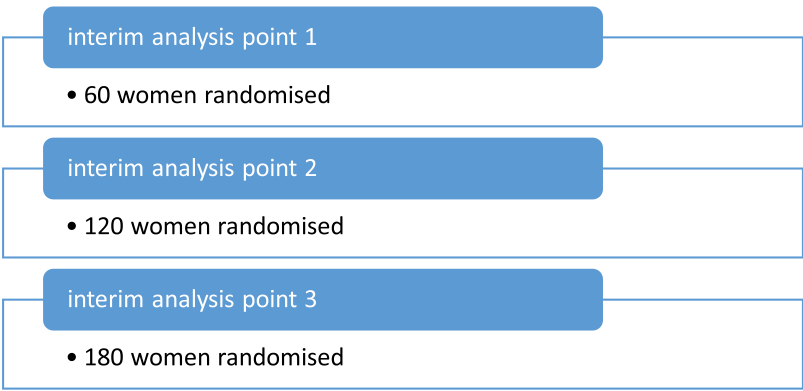 interim analysis point 1
• 60 women randomised
interim analysis point 2
• 120 women randomised
interim analysis point 3
• 180 women randomised